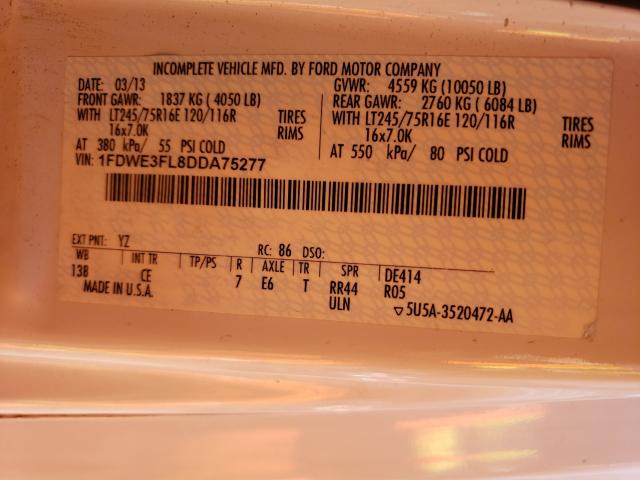 INCOMPLETE VEHICLE MFD. BY FORD MOTOR COMPANY
DATE: 03/13 GVWR: 4559 KG (10050 LB)
FRONT GAWR: 1837 KG ( 4050 LB) REAR GAWR: 2760 KG ( 6084 LB)
WITH LT245/75R16E 120/116R TIRES WITH LT245/75R16E 120/116R TIRES
16x7.0K RIMS 16x7.0K RIMS
AT 380 kPa/ 55 PSI COLD AT 550 kPa/ 80 PSI COLD
VIN: 1FDWE3FL8DDA75277
EXT PNT: YZ RC: 86 DSO:
WB INT TR TP/PS R AXLE TR SPR DE414
138 CE 7 E6 T RR44 R05
MADE IN U.S.A. ULN ▽5U5A-3520472-AA